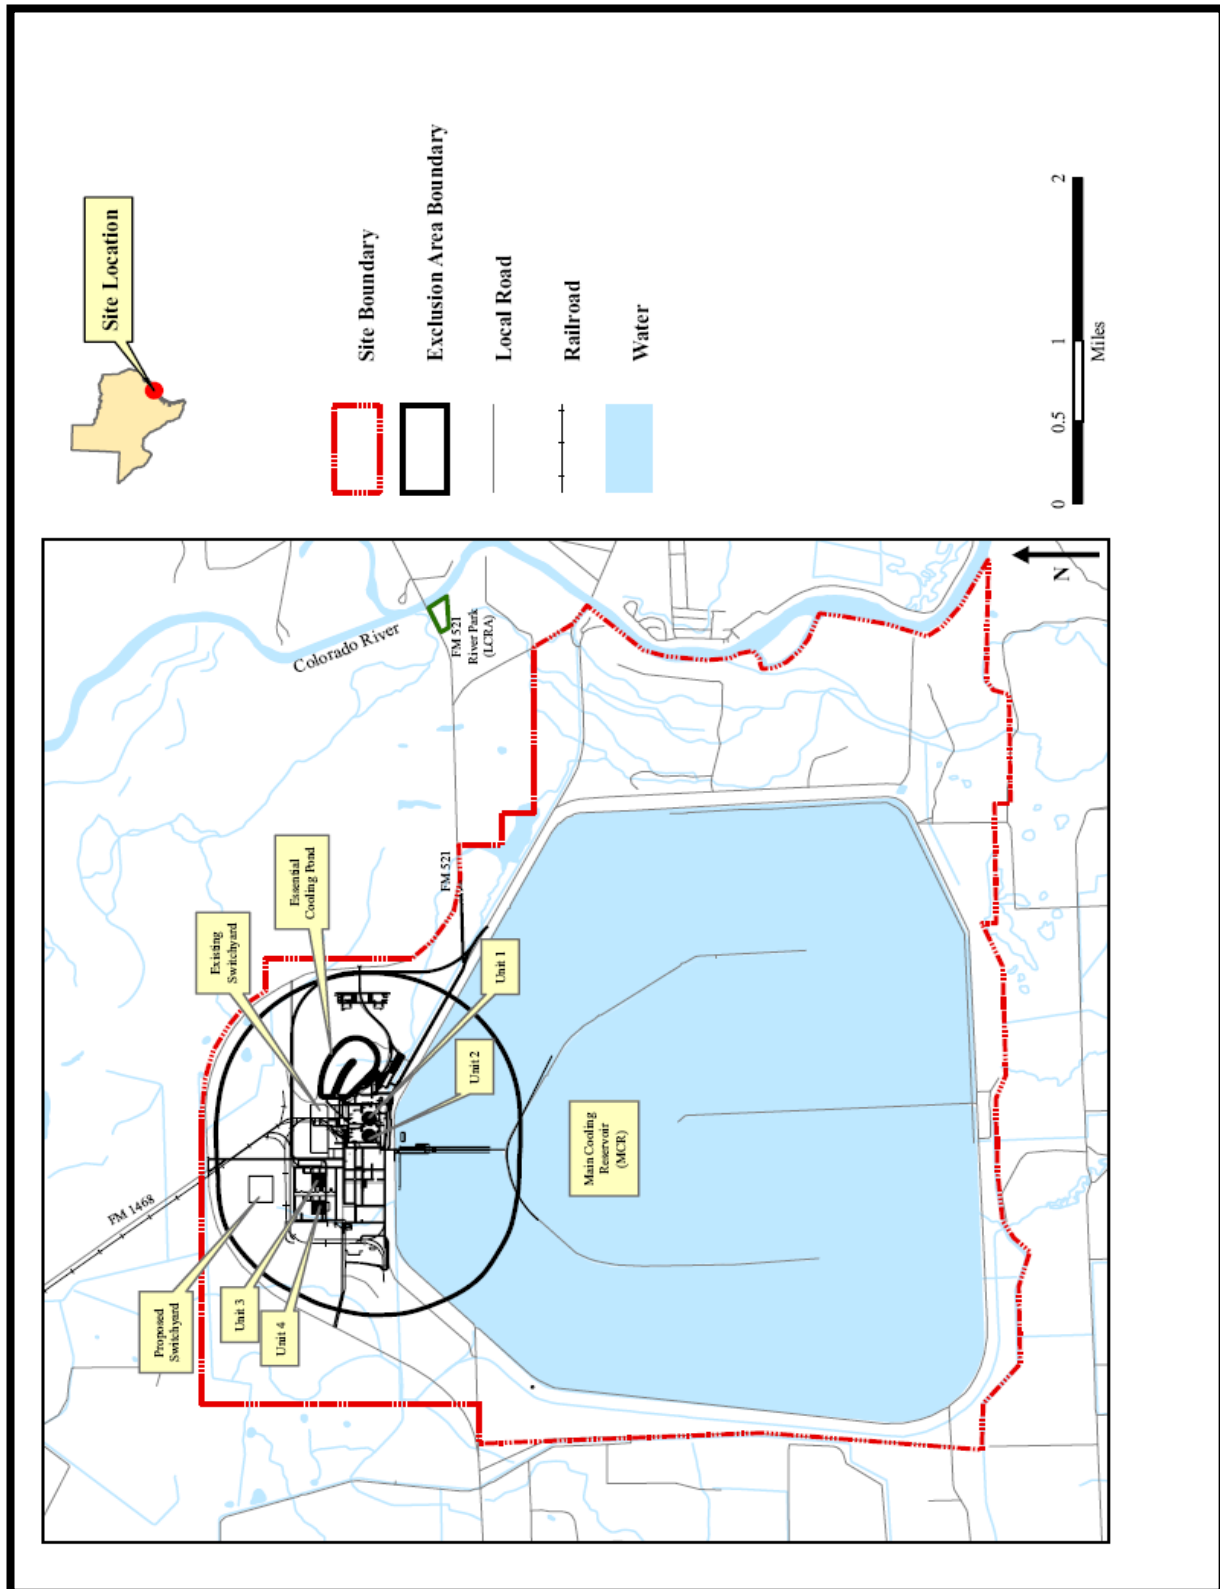 Site Location
Site Boundary
Exclusion Area Boundary
Local Road
Railroad
Water
0
0.5
1
2
Miles
N
Colorado River
FM 521
River Park
(LCRA)
FM 521
Essential
Cooling Pond
Existing
Switchyard
Unit 1
Unit 2
Main Cooling
Reservoir
(MCR)
FM 1468
Proposed
Switchyard
Unit 3
Unit 4